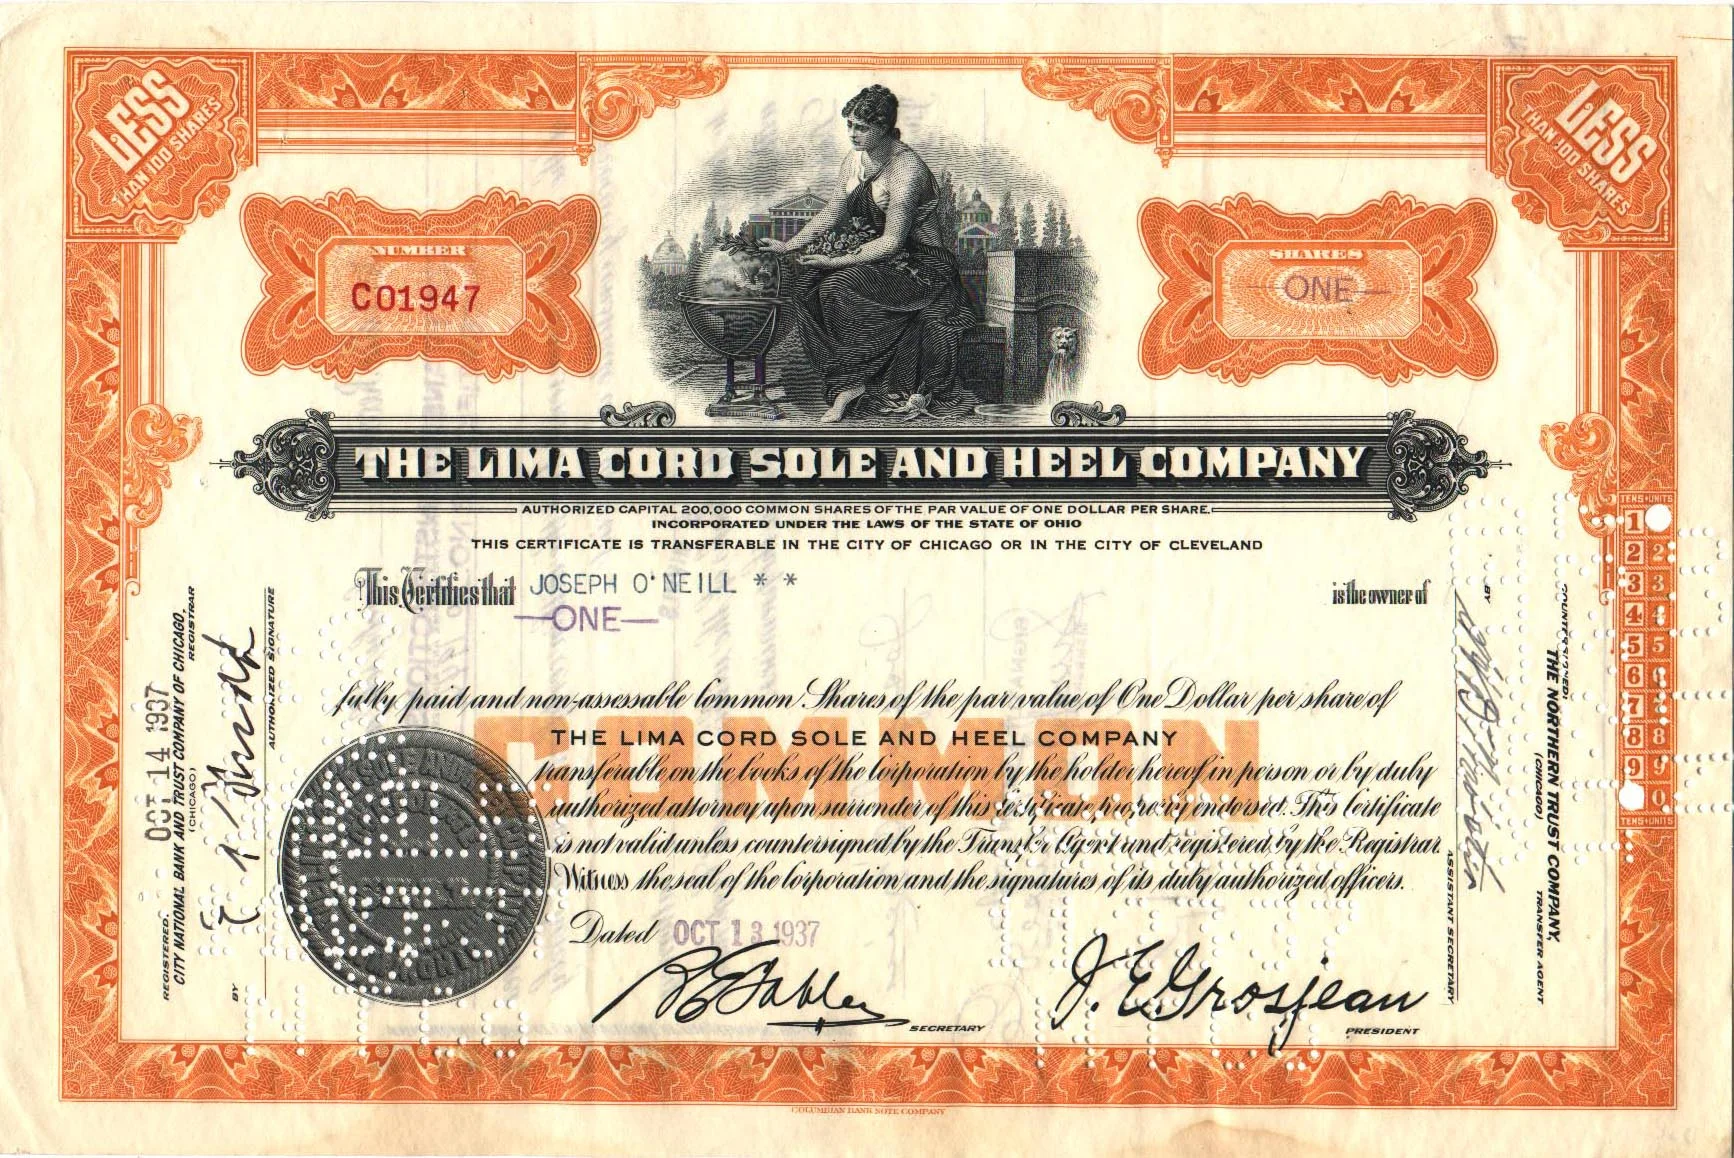 LESS
THAN 100 SHARES
LESS
THAN 100 SHARES
NUMBER
C01947
SHARES
ONE
THE LIMA CORD SOLE AND HEEL COMPANY
AUTHORIZED CAPITAL 200,000 COMMON SHARES OF THE PAR VALUE OF ONE DOLLAR PER SHARE.
INCORPORATED UNDER THE LAWS OF THE STATE OF OHIO
THIS CERTIFICATE IS TRANSFERABLE IN THE CITY OF CHICAGO OR IN THE CITY OF CLEVELAND
This Certifies that JOSEPH O'NEILL * * is the owner of
—ONE—
fully paid and non-assessable Common Shares of the par value of One Dollar per share of
COMMON
THE LIMA CORD SOLE AND HEEL COMPANY
transferable on the books of the Corporation by the holder hereof in person or by duly
authorized attorney upon surrender of this Certificate properly endorsed. This Certificate
is not valid unless countersigned by the Transfer Agent and registered by the Registrar.
Witness the seal of the Corporation and the signatures of its duly authorized officers.
Dated OCT 13 1937
SECRETARY
J. E. Grosjean
PRESIDENT
REGISTERED:
OCT 14 1937
CITY NATIONAL BANK AND TRUST COMPANY OF CHICAGO,
(CHICAGO) REGISTRAR
BY
AUTHORIZED SIGNATURE
COUNTERSIGNED:
THE NORTHERN TRUST COMPANY,
(CHICAGO) TRANSFER AGENT
BY
ASSISTANT SECRETARY
TENS UNITS
1
2 2
3 3
4 4
5 5
6 6
7 7
8 8
9 9
0
TENS UNITS
COLUMBIAN BANK NOTE COMPANY